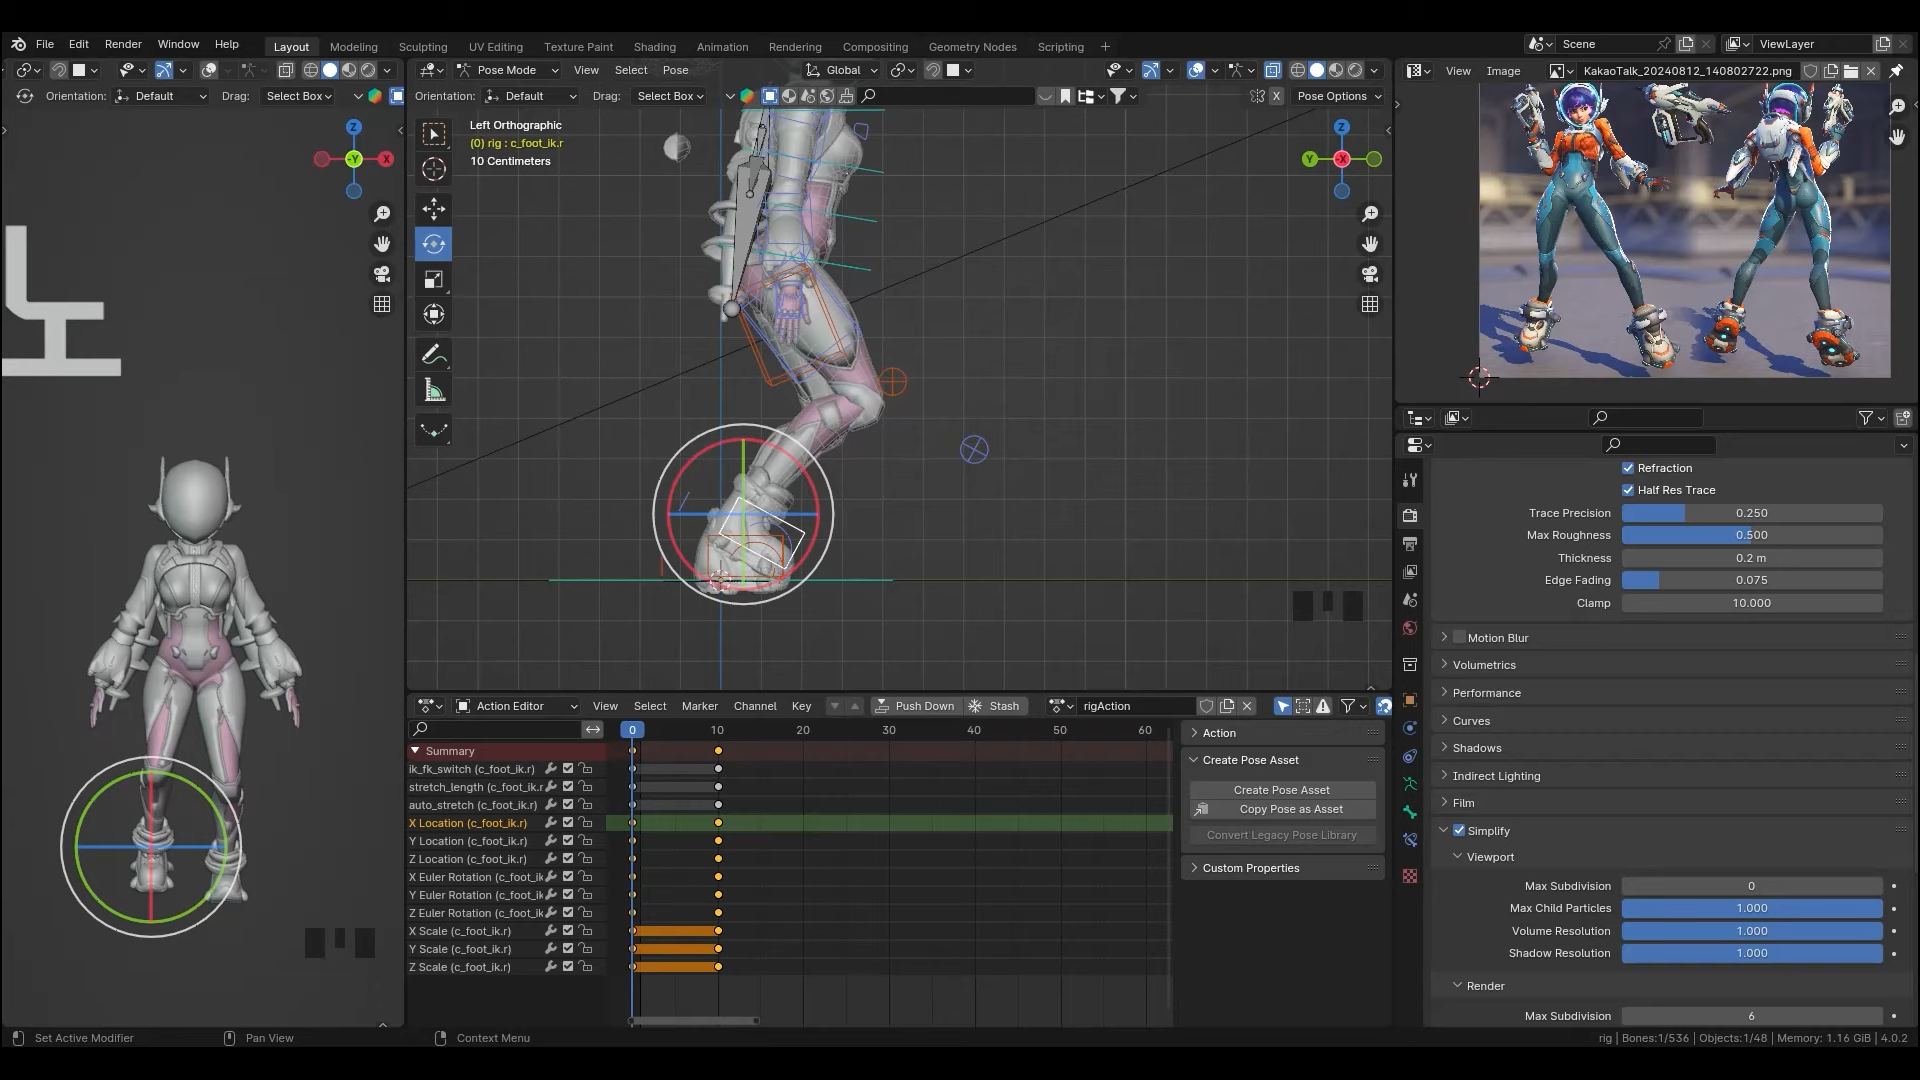 File Edit Render Window Help
Layout Modeling Sculpting UV Editing Texture Paint Shading Animation Rendering Compositing Geometry Nodes Scripting +
Scene
ViewLayer
Pose Mode View Select Pose
Global
View Image KakaoTalk_20240812_140802722.png
Orientation: Default Drag: Select Box
Orientation: Default Drag: Select Box
X Pose Options
Left Orthographic
(0) rig : c_foot_ik.r
10 Centimeters
Z
-Y
X
Z
Y
-X
Refraction
Half Res Trace
Trace Precision 0.250
Max Roughness 0.500
Thickness 0.2 m
Edge Fading 0.075
Clamp 10.000
Motion Blur
Volumetrics
Performance
Curves
Shadows
Indirect Lighting
Film
Simplify
Viewport
Max Subdivision 0
Max Child Particles 1.000
Volume Resolution 1.000
Shadow Resolution 1.000
Render
Max Subdivision 6
Action Editor View Select Marker Channel Key Push Down Stash rigAction
0 10 20 30 40 50 60
Summary
ik_fk_switch (c_foot_ik.r)
stretch_length (c_foot_ik.r
auto_stretch (c_foot_ik.r)
X Location (c_foot_ik.r)
Y Location (c_foot_ik.r)
Z Location (c_foot_ik.r)
X Euler Rotation (c_foot_ik
Y Euler Rotation (c_foot_ik
Z Euler Rotation (c_foot_ik
X Scale (c_foot_ik.r)
Y Scale (c_foot_ik.r)
Z Scale (c_foot_ik.r)
Action
Create Pose Asset
Create Pose Asset
Copy Pose as Asset
Convert Legacy Pose Library
Custom Properties
Set Active Modifier
Pan View
Context Menu
rig | Bones:1/536 | Objects:1/48 | Memory: 1.16 GiB | 4.0.2